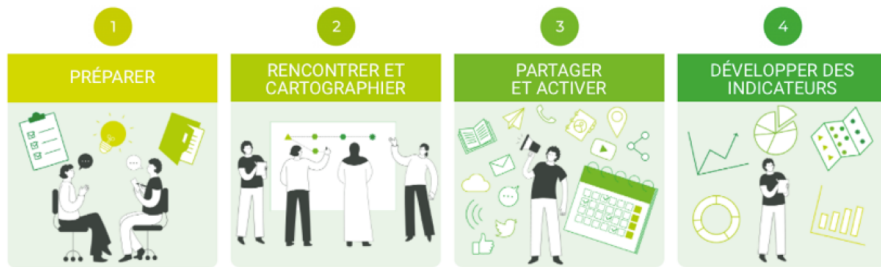 1
PRÉPARER
2
RENCONTRER ET
CARTOGRAPHIER
3
PARTAGER
ET ACTIVER
4
DÉVELOPPER DES
INDICATEURS